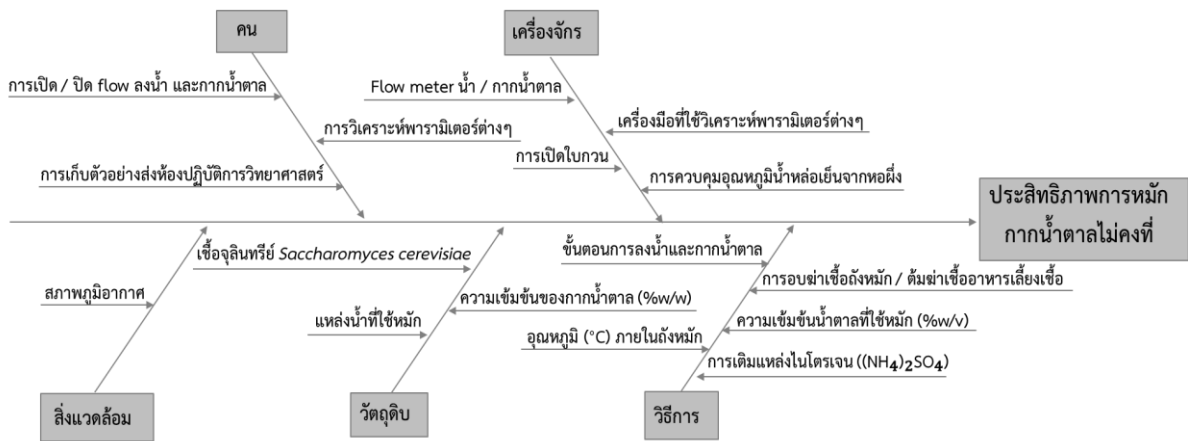 คน
เครื่องจักร
การเปิด / ปิด flow ลงน้ำ และกากน้ำตาล
Flow meter น้ำ / กากน้ำตาล
การวิเคราะห์พารามิเตอร์ต่างๆ
เครื่องมือที่ใช้วิเคราะห์พารามิเตอร์ต่างๆ
การเปิดใบกวน
การเก็บตัวอย่างส่งห้องปฏิบัติการวิทยาศาสตร์
การควบคุมอุณหภูมิน้ำหล่อเย็นจากหอผึ่ง
ประสิทธิภาพการหมัก
กากน้ำตาลไม่คงที่
เชื้อจุลินทรีย์ Saccharomyces cerevisiae
ขั้นตอนการลงน้ำและกากน้ำตาล
การอบฆ่าเชื้อถังหมัก / ต้มฆ่าเชื้ออาหารเลี้ยงเชื้อ
สภาพภูมิอากาศ
ความเข้มข้นของกากน้ำตาล (%w/w)
แหล่งน้ำที่ใช้หมัก
ความเข้มข้นน้ำตาลที่ใช้หมัก (%w/v)
อุณหภูมิ (°C) ภายในถังหมัก
การเติมแหล่งไนโตรเจน ((NH4)2SO4)
สิ่งแวดล้อม
วัตถุดิบ
วิธีการ